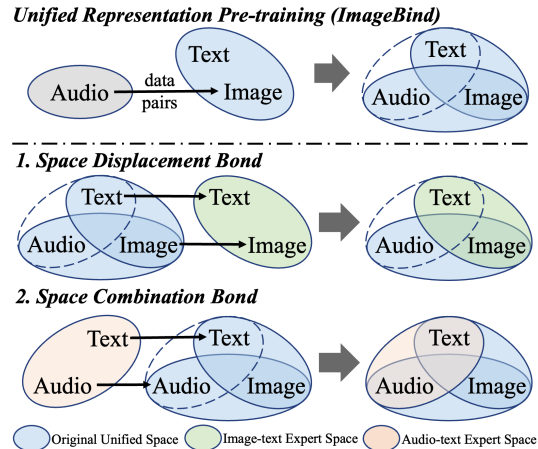 Unified Representation Pre-training (ImageBind)
Audio
data
pairs
Text
Image
Text
Audio
Image
1. Space Displacement Bond
Text
Audio
Image
Text
Image
Text
Audio
Image
2. Space Combination Bond
Text
Audio
Text
Audio
Image
Text
Audio
Image
Original Unified Space
Image-text Expert Space
Audio-text Expert Space